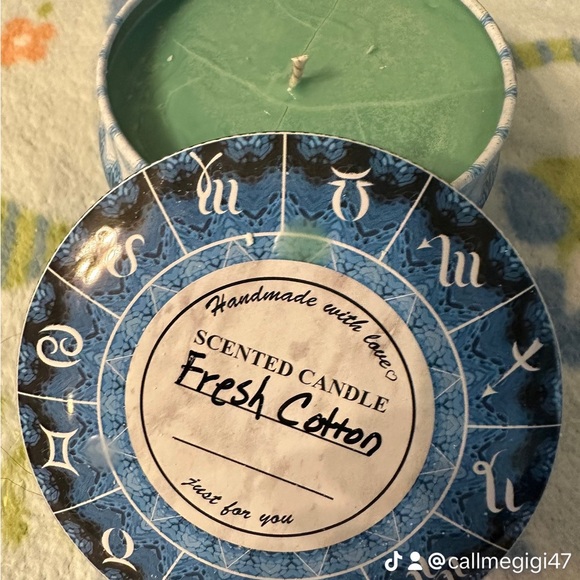 Handmade with love♡
SCENTED CANDLE
Fresh Cotton
Just for you
@callmegigi47